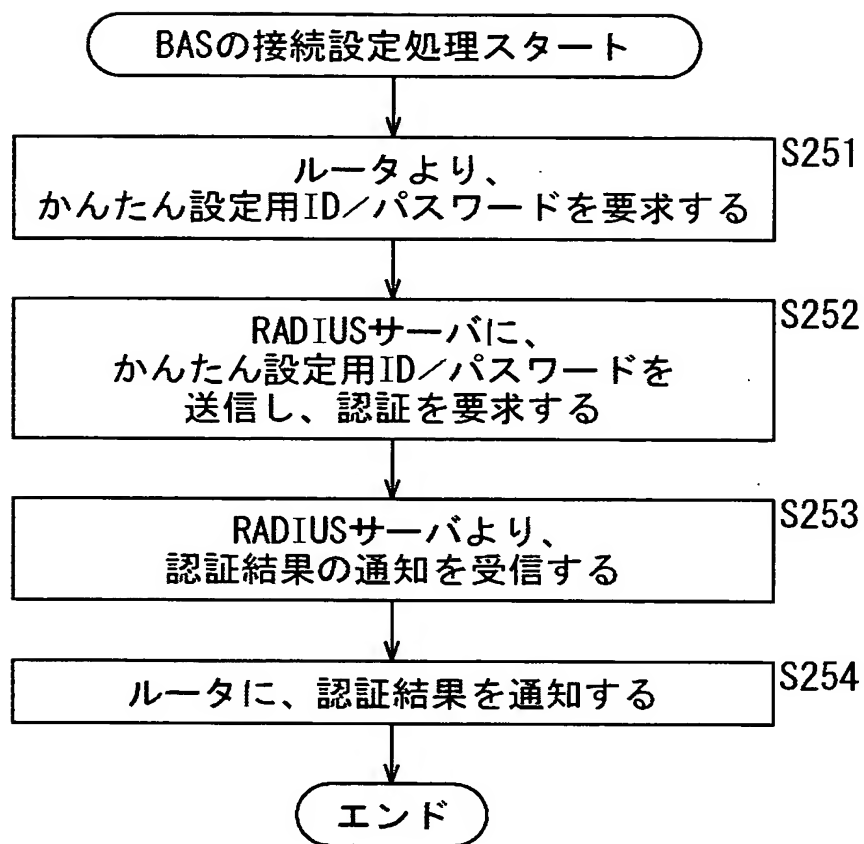 BASの接続設定処理スタート
S251
ルータより、
かんたん設定用ID／パスワードを要求する
S252
RADIUSサーバに、
かんたん設定用ID／パスワードを
送信し、認証を要求する
S253
RADIUSサーバより、
認証結果の通知を受信する
S254
ルータに、認証結果を通知する
エンド